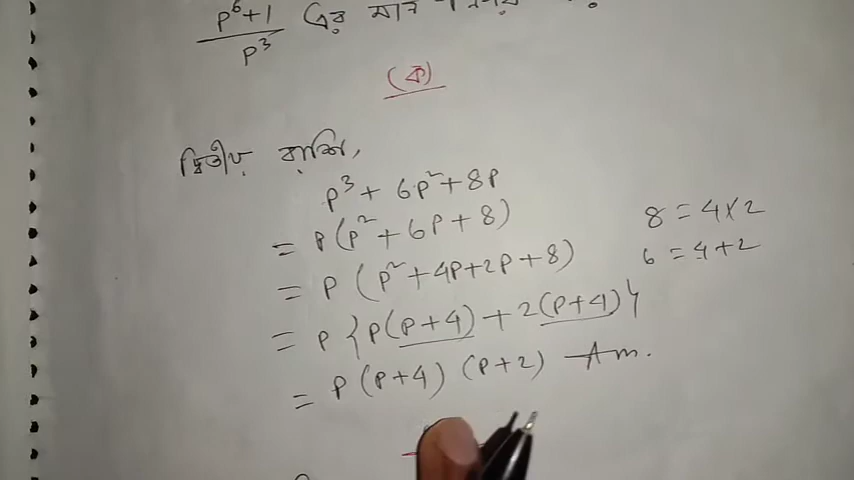 p⁶+1
p³ এর মান
(ক)
দ্বিতীয় রাশি,
p³ + 6p² + 8p
= p(p² + 6p + 8)
8 = 4×2
= p (p² + 4p+2p + 8)
6 = 4+2
= p {p(p+4) + 2(p+4)}
= p (p+4) (p+2) Ans.